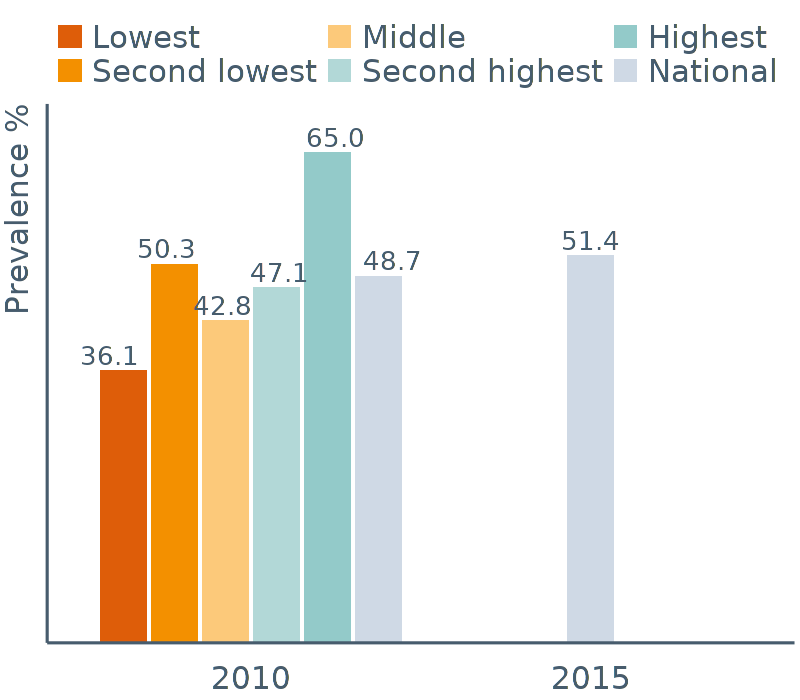 Lowest Middle Highest
Second lowest Second highest National
Prevalence %
65.0
50.3
51.4
48.7
47.1
42.8
36.1
2010 2015